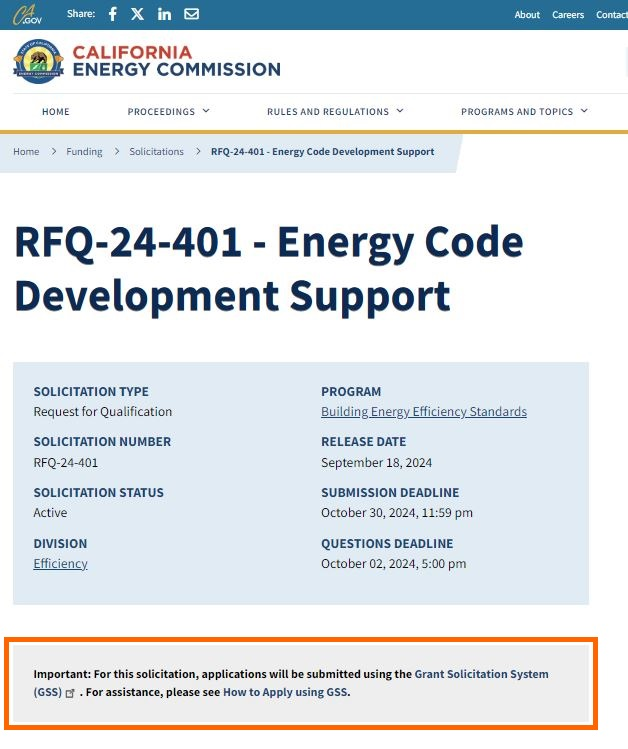 CA.GOV Share: About Careers Contact
CALIFORNIA
ENERGY COMMISSION
HOME PROCEEDINGS RULES AND REGULATIONS PROGRAMS AND TOPICS
Home > Funding > Solicitations > RFQ-24-401 - Energy Code Development Support
RFQ-24-401 - Energy Code
Development Support
SOLICITATION TYPE
Request for Qualification
SOLICITATION NUMBER
RFQ-24-401
SOLICITATION STATUS
Active
DIVISION
Efficiency
PROGRAM
Building Energy Efficiency Standards
RELEASE DATE
September 18, 2024
SUBMISSION DEADLINE
October 30, 2024, 11:59 pm
QUESTIONS DEADLINE
October 02, 2024, 5:00 pm
Important: For this solicitation, applications will be submitted using the Grant Solicitation System
(GSS) . For assistance, please see How to Apply using GSS.